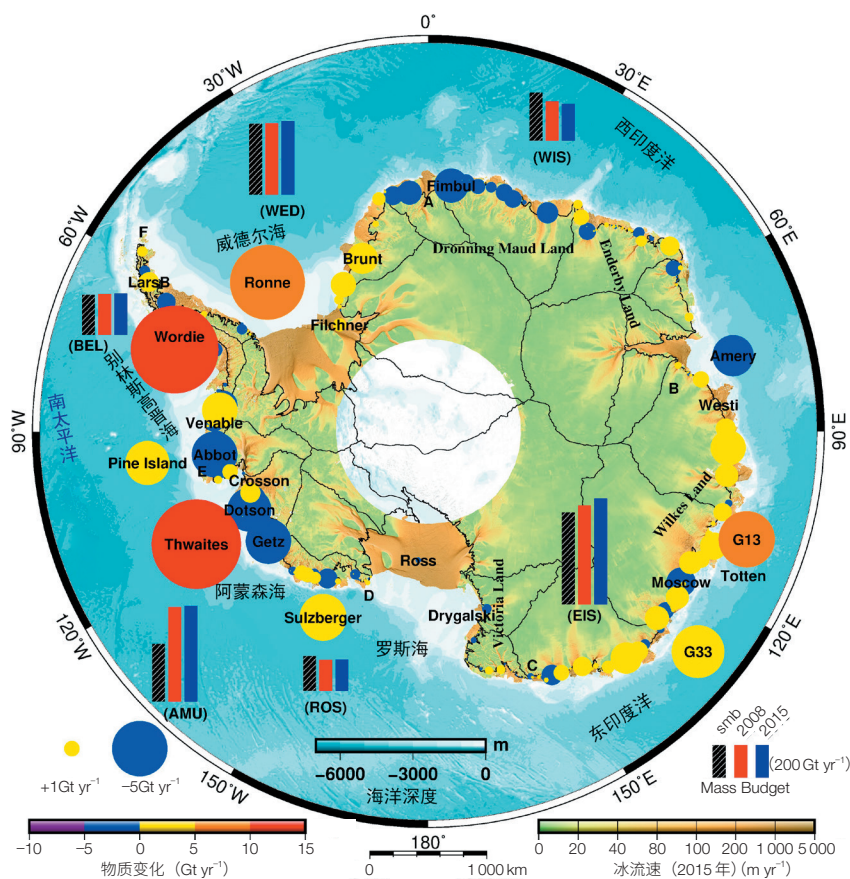 0°
30°W
30°E
(WIS)
西印度洋
(WED)
60°W
60°E
威德尔海
F
Fimbul
A
Dronning Maud Land
Enderby Land
Brunt
LarsB
Ronne
Filchner
(BEL)
Wordie
Amery
别林斯高晋海
B
Westi
南太平洋
Venable
90°W
90°E
Abbot
Pine Island
E
Crosson
Dotson
Wilkes Land
Thwaites
Getz
Ross
G13
Moscow
Totten
阿蒙森海
D
Victoria Land
Drygalski
(EIS)
Sulzberger
罗斯海
G33
120°W
120°E
C
(AMU)
(ROS)
东印度洋
smb
2008
2015
m
(200 Gt yr⁻¹)
−6000
−3000
0
+1Gt yr⁻¹
−5Gt yr⁻¹
Mass Budget
150°W
海洋深度
150°E
180°
-10 -5 0 5 10 15
物质变化 (Gt yr⁻¹)
0 1 000 km
0 20 40 80 100 200 1 000 5 000
冰流速 (2015 年) (m yr⁻¹)